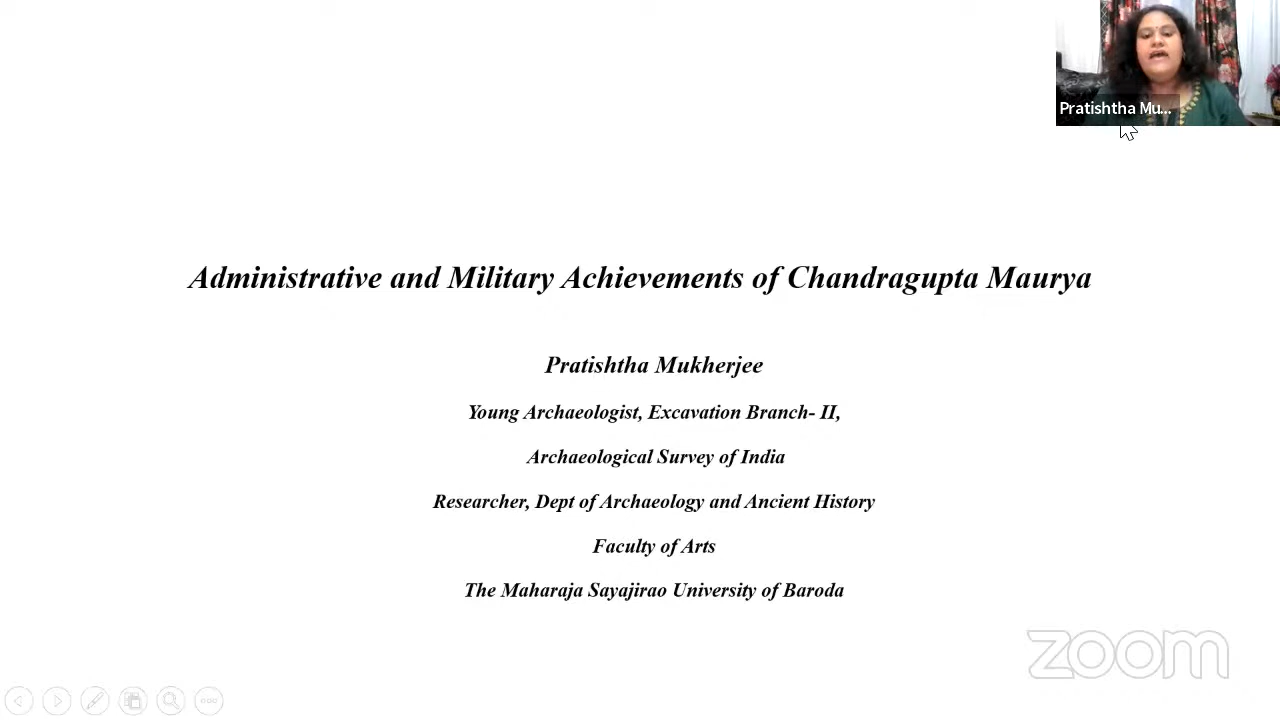 Pratishtha Mu...
Administrative and Military Achievements of Chandragupta Maurya
Pratishtha Mukherjee
Young Archaeologist, Excavation Branch- II,
Archaeological Survey of India
Researcher, Dept of Archaeology and Ancient History
Faculty of Arts
The Maharaja Sayajirao University of Baroda
zoom